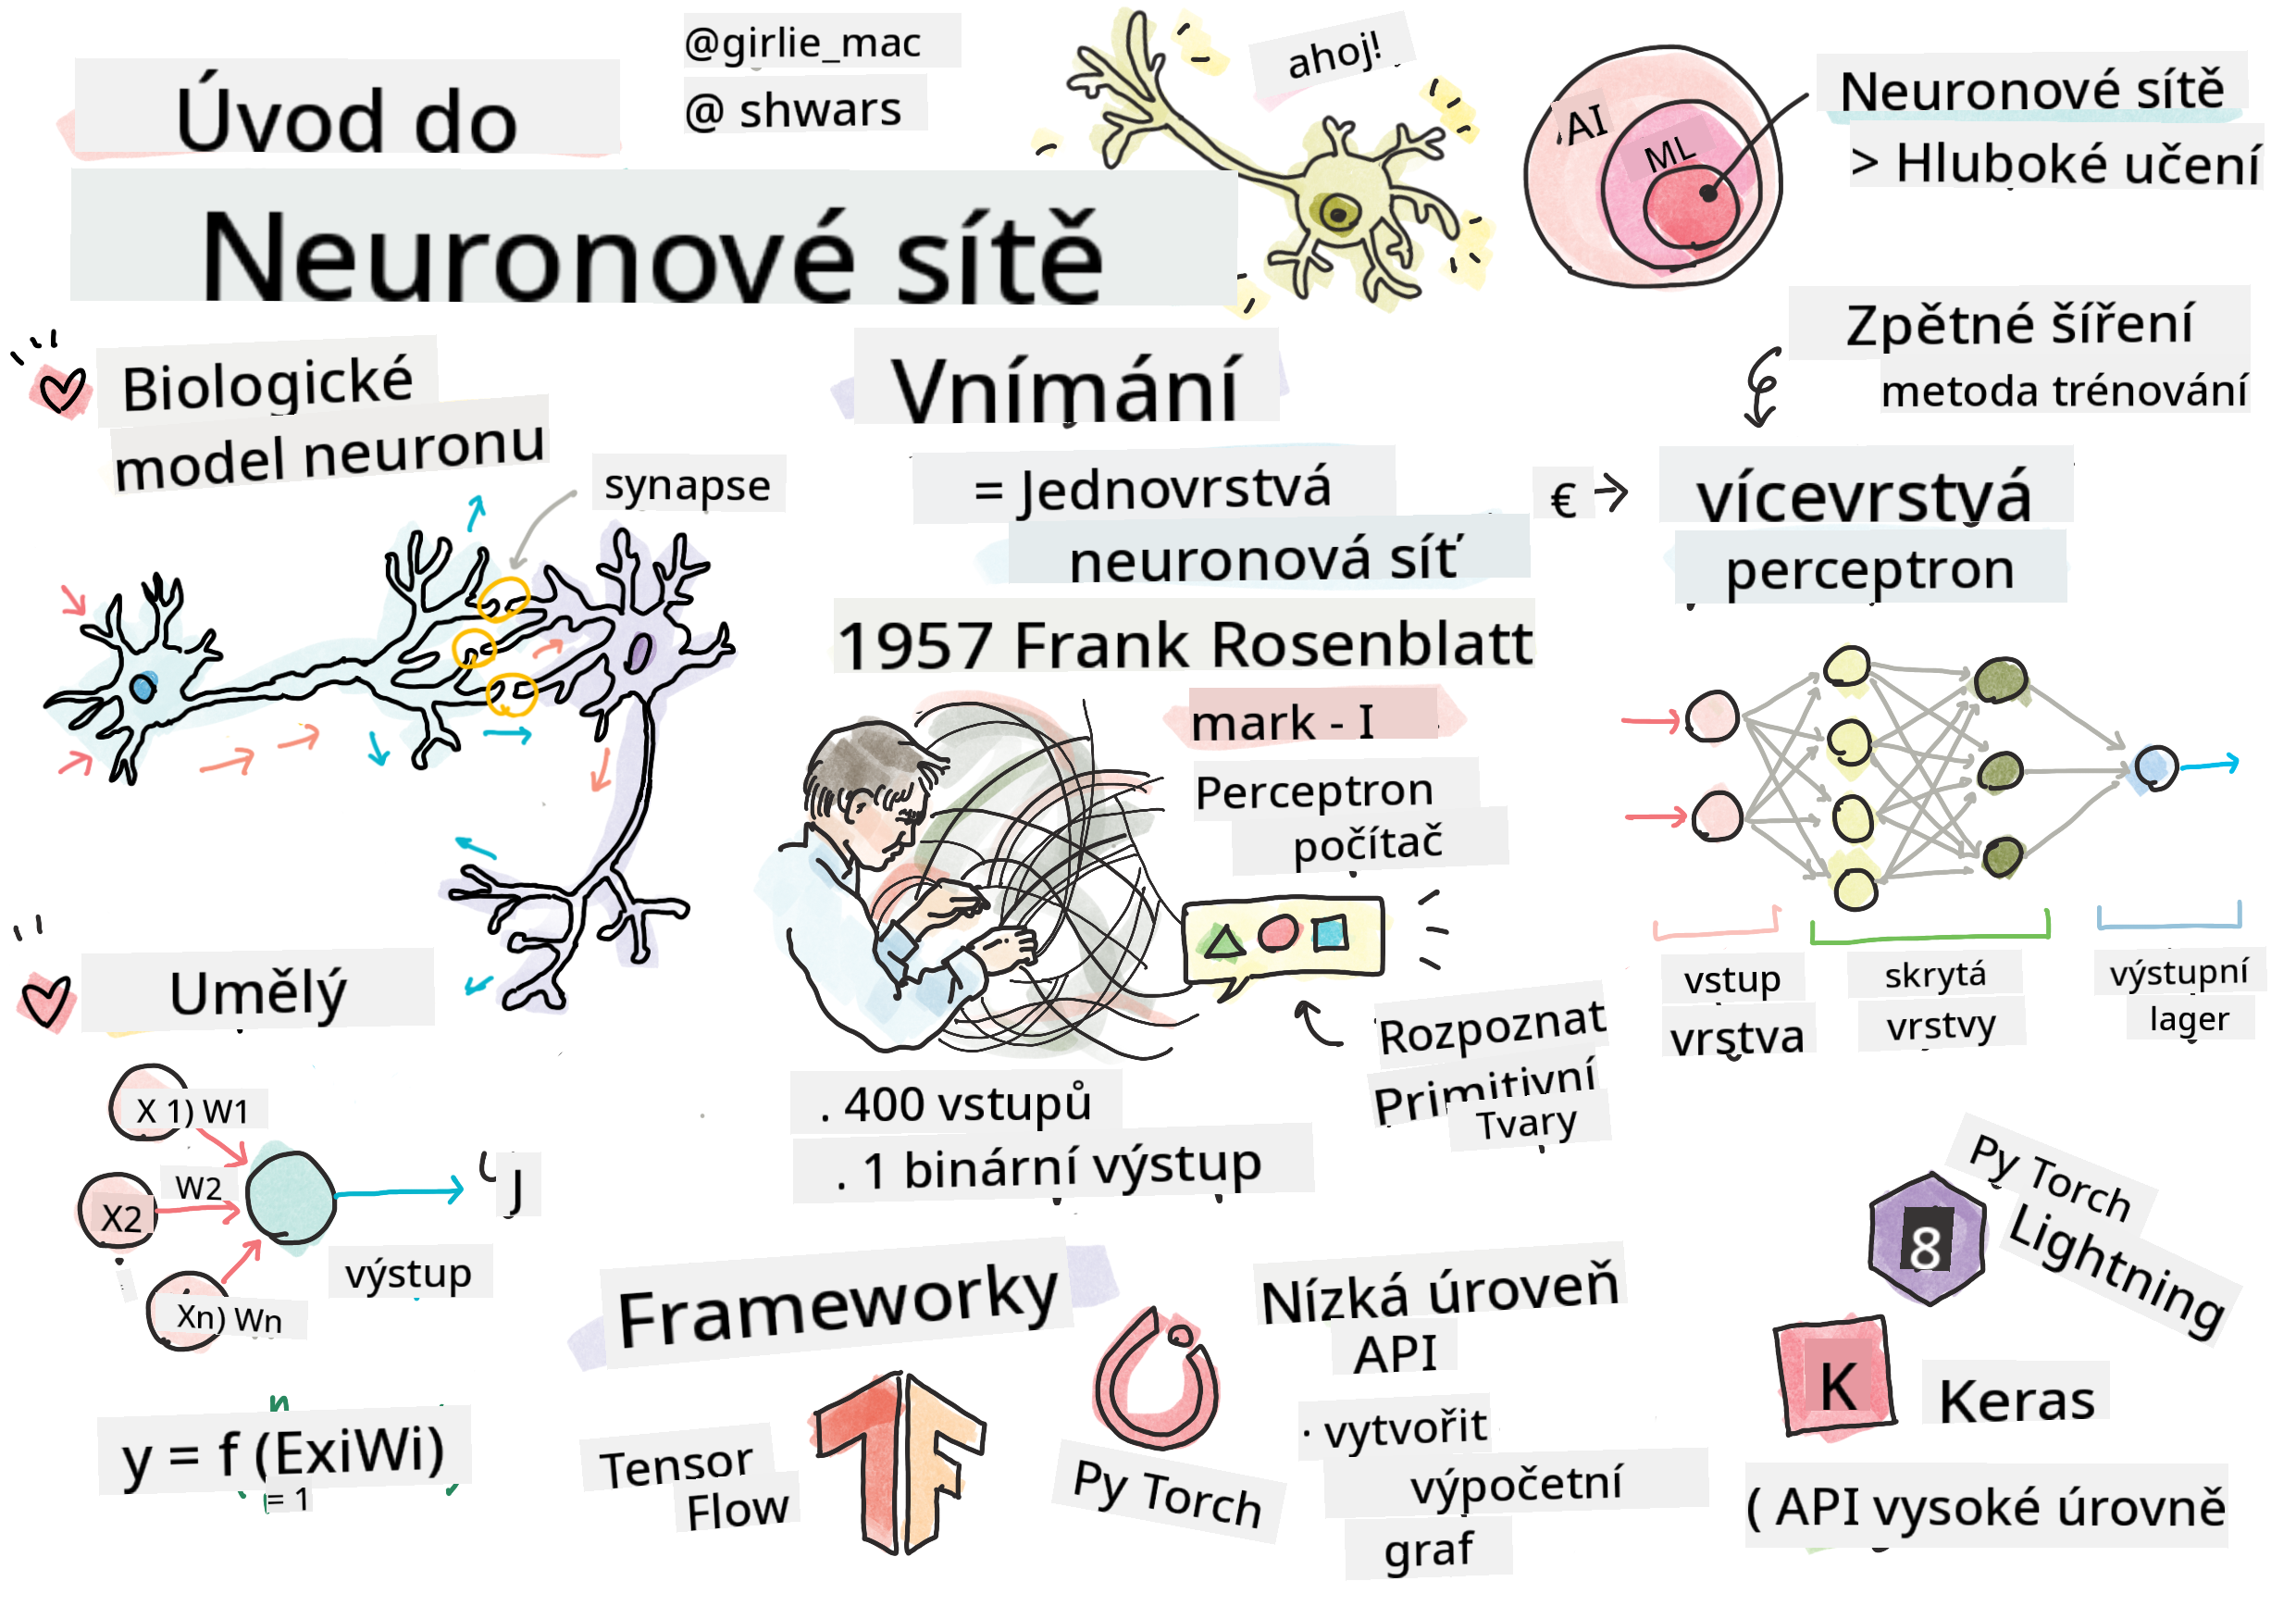 Úvod do
Neuronové sítě
@girlie_mac
@ shwars
ahoj!
AI
ML
Neuronové sítě
> Hluboké učení
Biologické
model neuronu
synapse
Vnímání
= Jednovrstvá
neuronová síť
1957 Frank Rosenblatt
mark - I
Perceptron
počítač
Rozpoznat
Primitivní
Tvary
. 400 vstupů
. 1 binární výstup
Zpětné šíření
metoda trénování
€
vícevrstvá
perceptron
vstup
vrstva
skrytá
vrstvy
výstupní
lager
Umělý
X 1) W1
X2
W2
Xn) Wn
J
výstup
n
y = f (ExiWi)
= 1
Frameworky
Tensor
Flow
Py Torch
Nízká úroveň
API
· vytvořit
výpočetní
graf
8
Py Torch
Lightning
K
Keras
( API vysoké úrovně